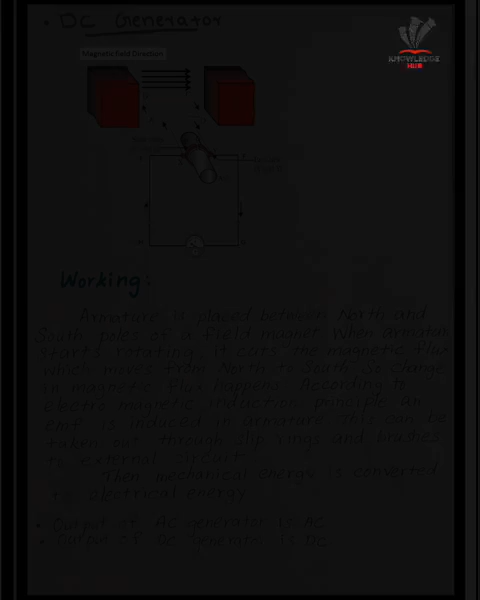 • DC Generator
KNOWLEDGE
HUB
Magnetic Field Direction
Working:
Armature is placed between North and
South poles of a field magnet. When armature
starts rotating, it cuts the magnetic flux
which moves from North to South. So change
in magnetic flux happens. According to
electro magnetic induction principle an
emf is induced in armature. This can be
taken out through slip rings and brushes
to external circuit.
Then mechanical energy is converted
to electrical energy
• Output of AC generator is AC
• Output of DC generator is DC